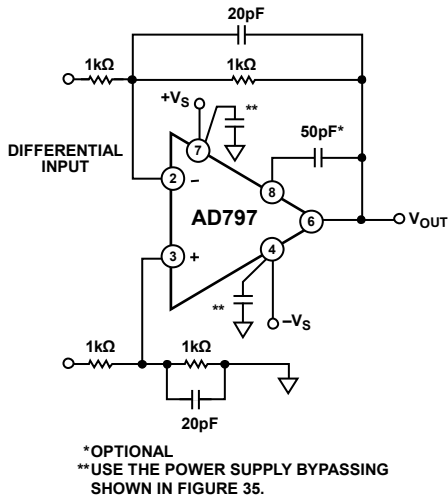 20pF
1kΩ
1kΩ
+VS
**
50pF*
DIFFERENTIAL
INPUT
7
2
–
8
AD797
6
VOUT
3
+
4
**
–VS
1kΩ
1kΩ
20pF
*OPTIONAL
**USE THE POWER SUPPLY BYPASSING
SHOWN IN FIGURE 35.